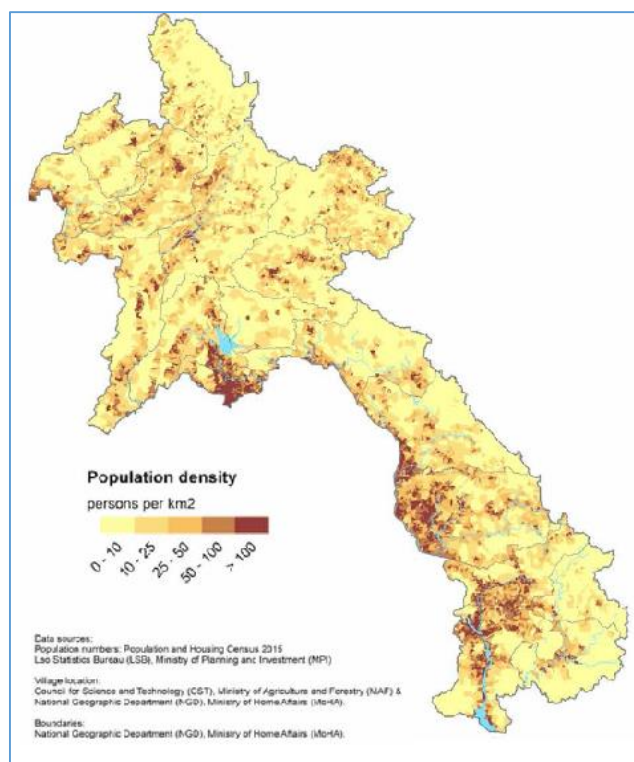 Population density
persons per km2
0 - 10
10 - 25
25 - 50
50 - 100
> 100
Data sources:
Population numbers: Population and Housing Census 2015
Lao Statistics Bureau (LSB), Ministry of Planning and Investment (MPI)
Village location:
Council for Science and Technology (CST), Ministry of Agriculture and Forestry (MAF) &
National Geographic Department (NGD), Ministry of Home Affairs (MoHA).
Boundaries:
National Geographic Department (NGD), Ministry of Home Affairs (MoHA).